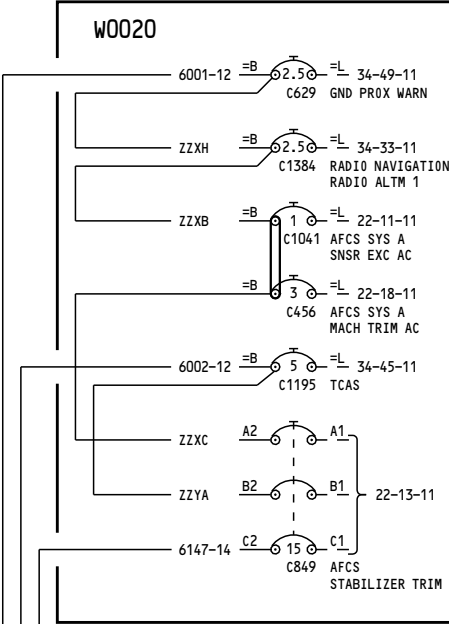 W0020
6001-12 =B 2.5 =L 34-49-11
C629 GND PROX WARN
ZZXH =B 2.5 =L 34-33-11
C1384 RADIO NAVIGATION
RADIO ALTM 1
ZZXB =B 1 =L 22-11-11
C1041 AFCS SYS A
SNSR EXC AC
=B 3 =L 22-18-11
C456 AFCS SYS A
MACH TRIM AC
6002-12 =B 5 =L 34-45-11
C1195 TCAS
ZZXC A2 A1
ZZYA B2 B1 22-13-11
6147-14 C2 15 C1
C849 AFCS
STABILIZER TRIM